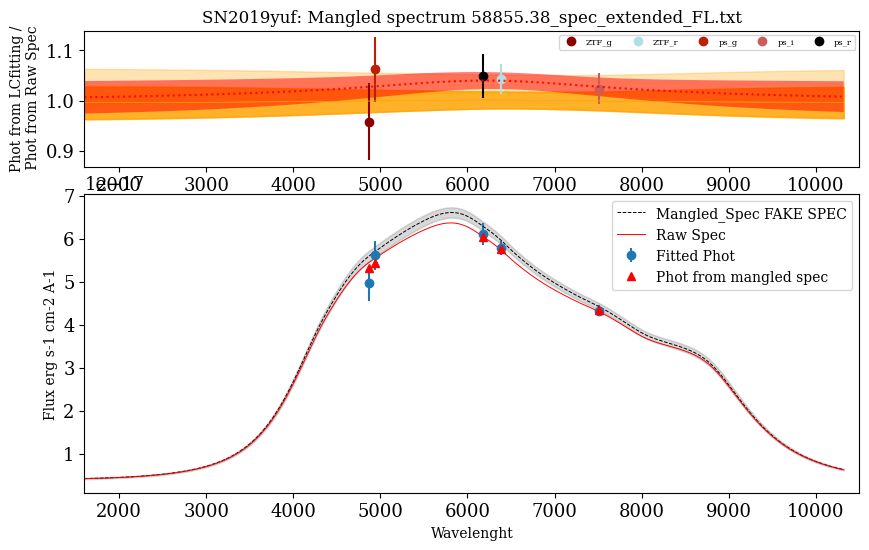 SN2019yuf: Mangled spectrum 58855.38_spec_extended_FL.txt
Phot from LCfitting /
Phot from Raw Spec
1.1
1.0
0.9
ZTF_g ZTF_r ps_g ps_i ps_r
2000 3000 4000 5000 6000 7000 8000 9000 10000
1e−17
Flux erg s-1 cm-2 A-1
7
6
5
4
3
2
1
Mangled_Spec FAKE SPEC
Raw Spec
Fitted Phot
Phot from mangled spec
2000 3000 4000 5000 6000 7000 8000 9000 10000
Wavelenght